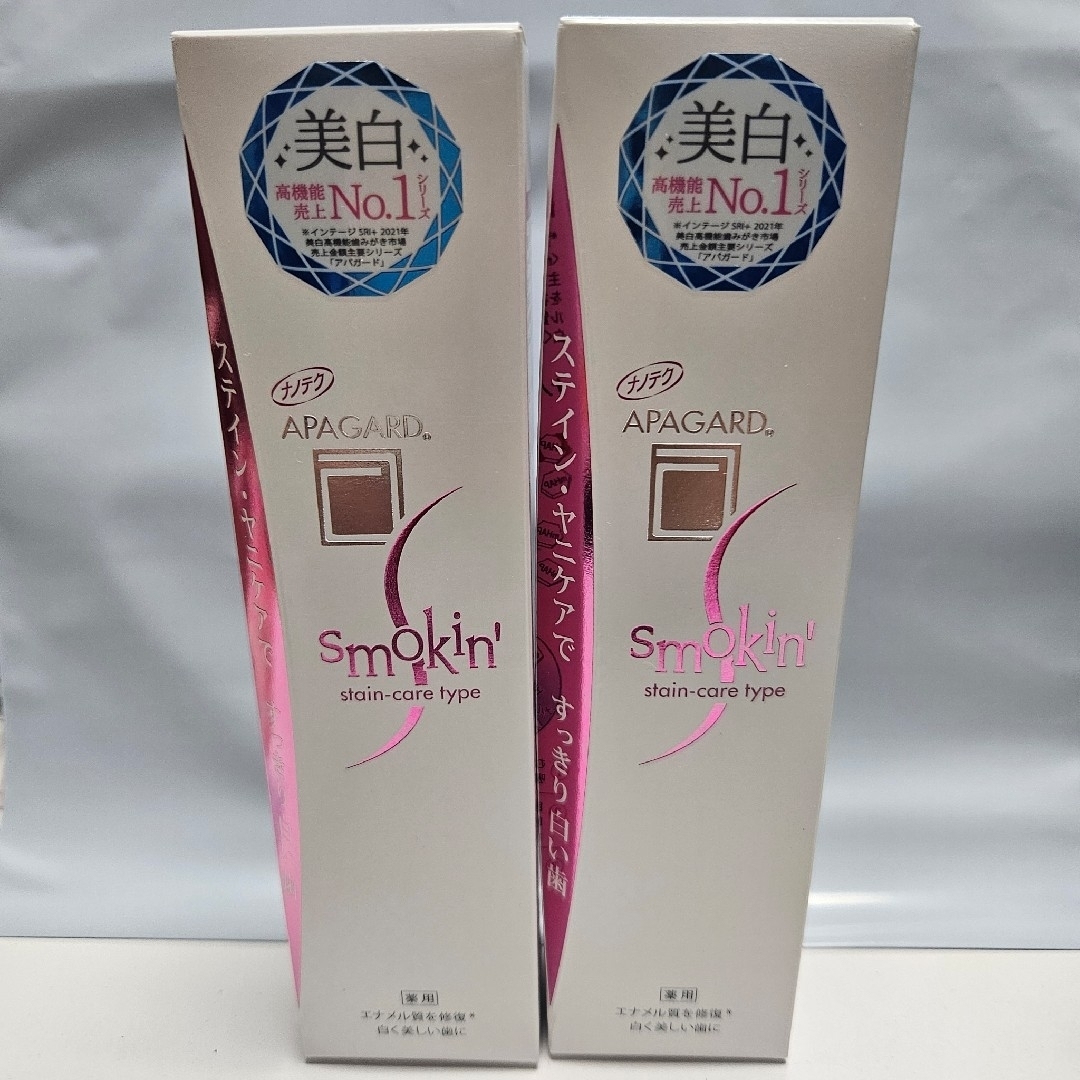 美白
高機能
売上 No.1 シリーズ
※インテージ SRI+ 2021年
美白高機能歯みがき市場
売上金額主要シリーズ
「アパガード」
ステイン・ヤニケアで
ナノテク
APAGARD®
Smokin'
stain-care type
薬用
エナメル質を修復*
白く美しい歯に
美白
高機能
売上 No.1 シリーズ
※インテージ SRI+ 2021年
美白高機能歯みがき市場
売上金額主要シリーズ
「アパガード」
ステイン・ヤニケアで すっきり白い歯
ナノテク
APAGARD®
Smokin'
stain-care type
薬用
エナメル質を修復*
白く美しい歯に